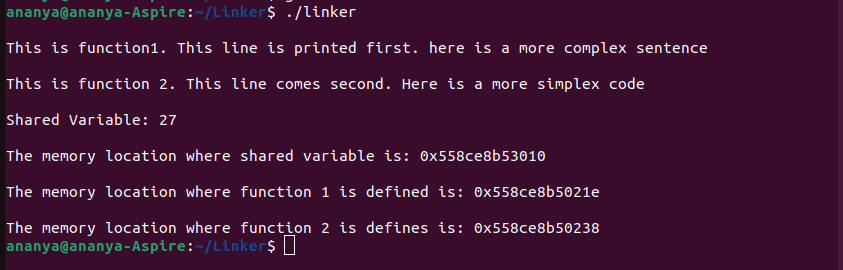 ananya@ananya-Aspire:~/Linker$ ./linker
This is function1. This line is printed first. here is a more complex sentence
This is function 2. This line comes second. Here is a more simplex code
Shared Variable: 27
The memory location where shared variable is: 0x558ce8b53010
The memory location where function 1 is defined is: 0x558ce8b5021e
The memory location where function 2 is defines is: 0x558ce8b50238
ananya@ananya-Aspire:~/Linker$